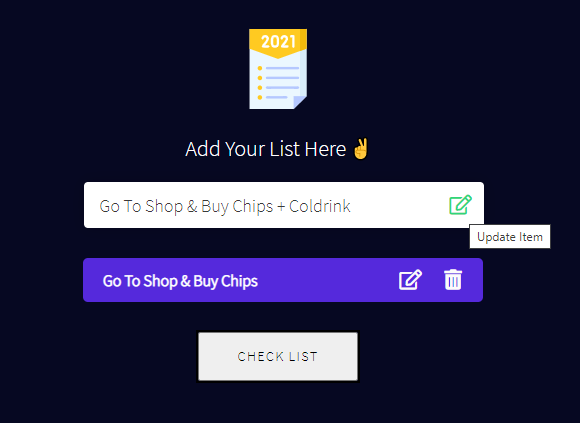 2021
Add Your List Here ✌
Go To Shop & Buy Chips + Coldrink
Update Item
Go To Shop & Buy Chips
CHECK LIST